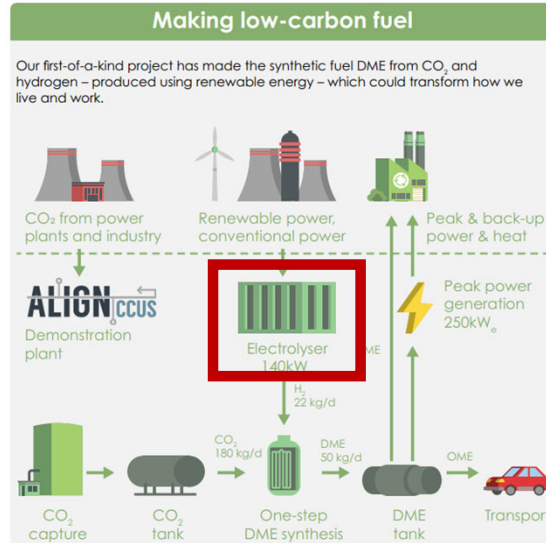 Making low-carbon fuel
Our first-of-a-kind project has made the synthetic fuel DME from CO₂ and
hydrogen – produced using renewable energy – which could transform how we
live and work.
CO₂ from power
plants and industry
Renewable power,
conventional power
Peak & back-up
power & heat
ALIGN CCUS
Demonstration
plant
Electrolyser
140kW
Peak power
generation
250kWₑ
H₂
22 kg/d
CO₂
180 kg/d
DME
50 kg/d
OME
CO₂
capture
CO₂
tank
One-step
DME synthesis
DME
tank
Transport